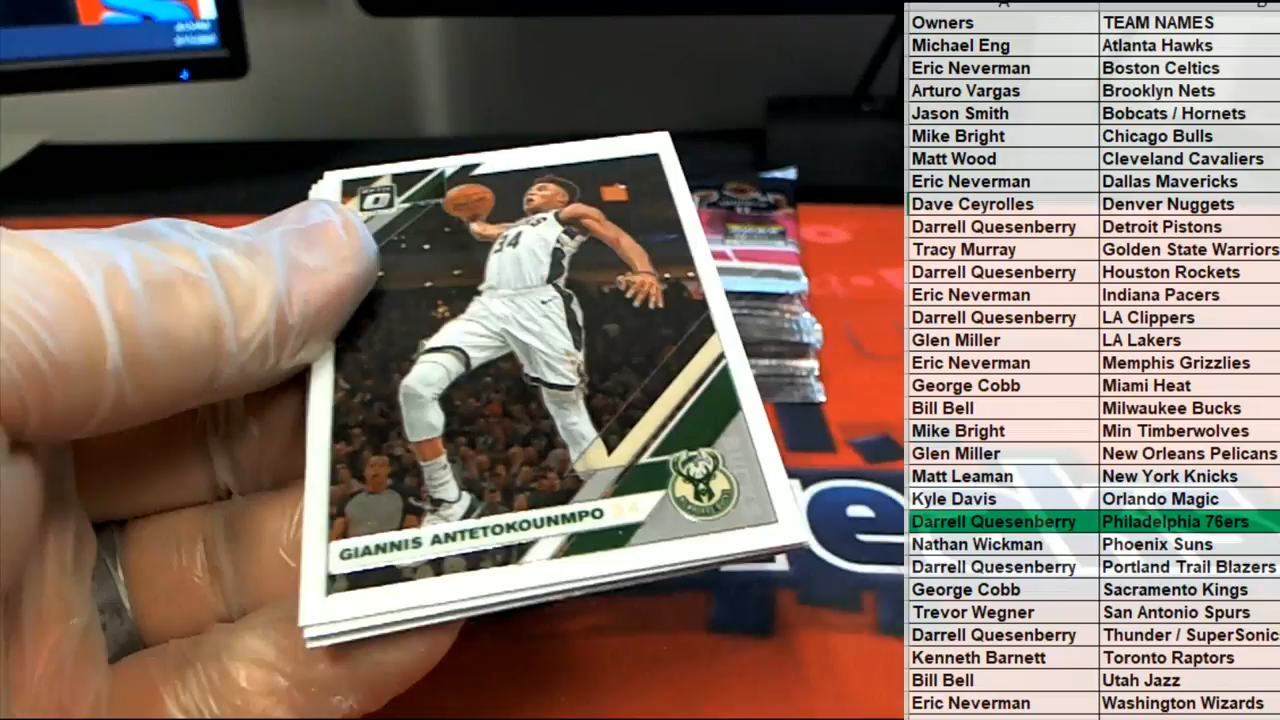 Owners TEAM NAMES
Michael Eng Atlanta Hawks
Eric Neverman Boston Celtics
Arturo Vargas Brooklyn Nets
Jason Smith Bobcats / Hornets
Mike Bright Chicago Bulls
Matt Wood Cleveland Cavaliers
Eric Neverman Dallas Mavericks
Dave Ceyrolles Denver Nuggets
Darrell Quesenberry Detroit Pistons
Tracy Murray Golden State Warriors
Darrell Quesenberry Houston Rockets
Eric Neverman Indiana Pacers
Darrell Quesenberry LA Clippers
Glen Miller LA Lakers
Eric Neverman Memphis Grizzlies
George Cobb Miami Heat
Bill Bell Milwaukee Bucks
Mike Bright Min Timberwolves
Glen Miller New Orleans Pelicans
Matt Leaman New York Knicks
Kyle Davis Orlando Magic
Darrell Quesenberry Philadelphia 76ers
Nathan Wickman Phoenix Suns
Darrell Quesenberry Portland Trail Blazers
George Cobb Sacramento Kings
Trevor Wegner San Antonio Spurs
Darrell Quesenberry Thunder / SuperSonic
Kenneth Barnett Toronto Raptors
Bill Bell Utah Jazz
Eric Neverman Washington Wizards
34
GIANNIS ANTETOKOUNMPO 34